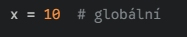 x = 10  # globální